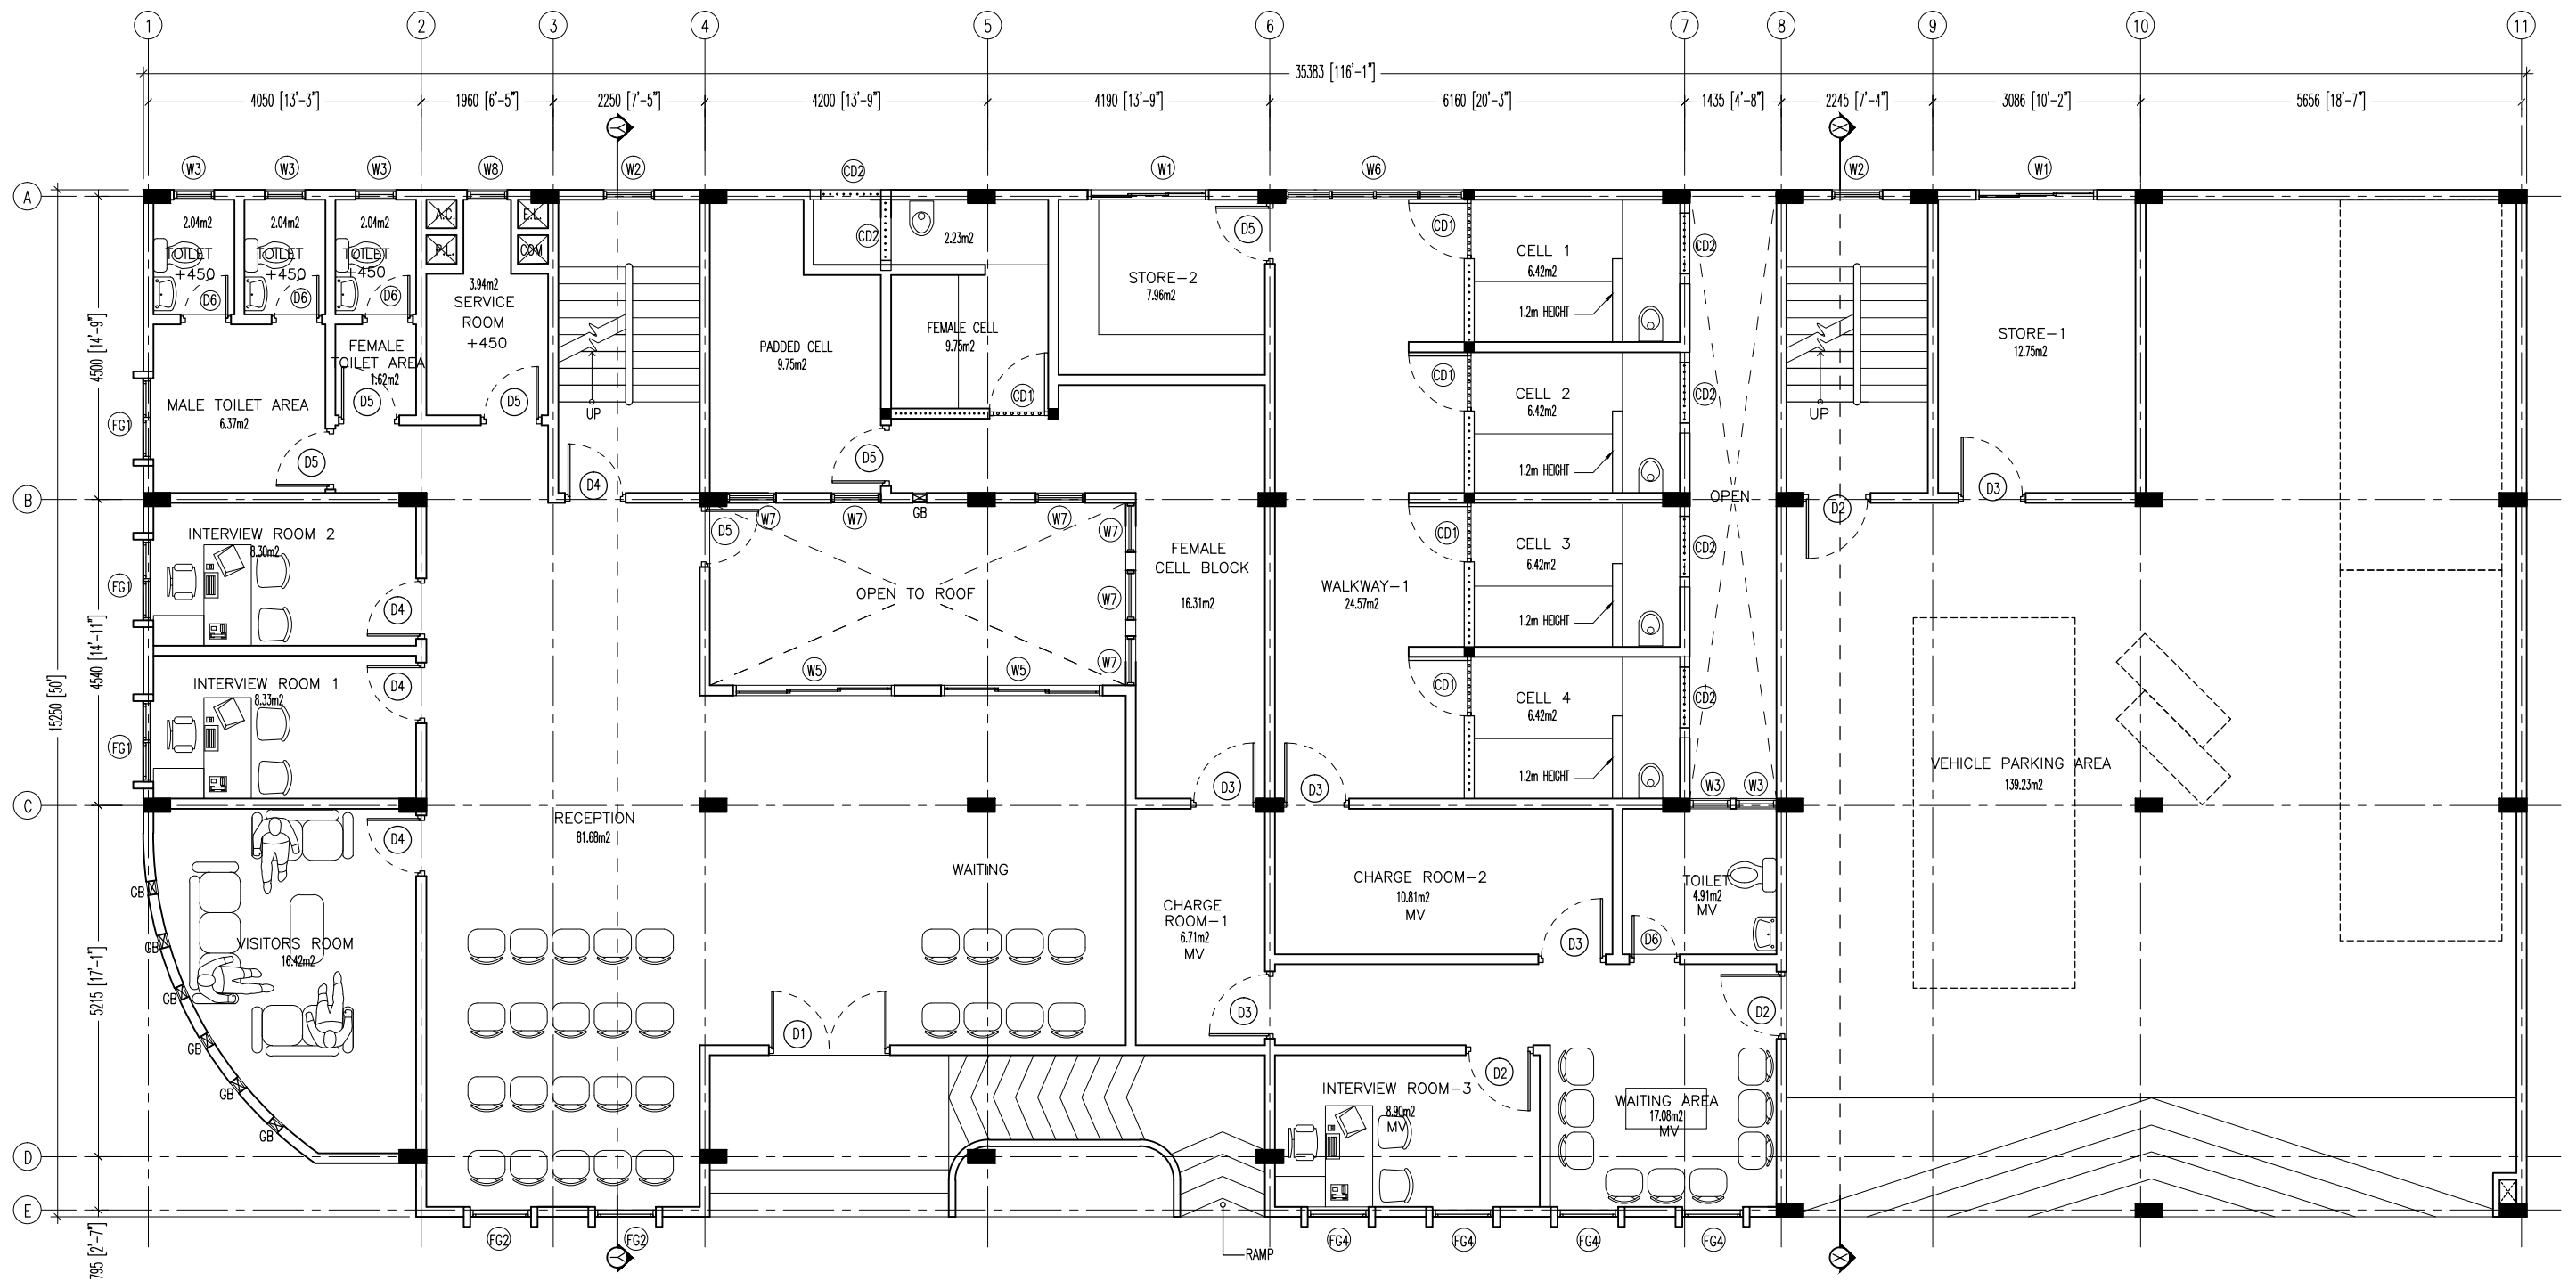 1 2 3 4 5 6 7 8 9 10 11
35383 [116'-1"]
4050 [13'-3"] 1960 [6'-5"] 2250 [7'-5"] 4200 [13'-9"] 4190 [13'-9"] 6160 [20'-3"] 1435 [4'-8"] 2245 [7'-4"] 3086 [10'-2"] 5656 [18'-7"]
Y X
W3 W3 W3 W8 W2 CD2 W1 W6 W2 W1
A
2.04m2 2.04m2 2.04m2
TOILET TOILET TOILET
+450 +450 +450
D6 D6 D6
A.C. E.L.
P.L. COM
3.94m2
SERVICE
ROOM
+450
FEMALE
TOILET AREA
1.62m2
D5 D5
MALE TOILET AREA
6.37m2
D5
FG1
UP
D4
PADDED CELL
9.75m2
CD2
2.23m2
FEMALE CELL
9.75m2
CD1
D5
STORE-2
7.96m2
D5
CD1
CELL 1
6.42m2
1.2m HEIGHT
CD2
CD1
CELL 2
6.42m2
1.2m HEIGHT
CD2
UP
STORE-1
12.75m2
D3
D2
4500 [14'-9"]
B
INTERVIEW ROOM 2
8.30m2
FG1
D4
D5
W7 W7 GB W7
W7
W7
W7
OPEN TO ROOF
W5 W5
FEMALE
CELL BLOCK
16.31m2
WALKWAY-1
24.57m2
CD1
CELL 3
6.42m2
1.2m HEIGHT
CD2
OPEN
CD1
CELL 4
6.42m2
1.2m HEIGHT
CD2
INTERVIEW ROOM 1
8.33m2
FG1
D4
4540 [14'-11"]
15250 [50']
VEHICLE PARKING AREA
139.23m2
D3 D3
W3 W3
C
D4
RECEPTION
81.68m2
WAITING
VISITORS ROOM
16.42m2
GB
GB
GB
GB
GB
GB
CHARGE
ROOM-1
6.71m2
MV
D3
CHARGE ROOM-2
10.81m2
MV
D3
TOILET
4.91m2
MV
D6
D2
D1
5215 [17'-1"]
INTERVIEW ROOM-3
8.90m2
MV
D2
WAITING AREA
17.08m2
MV
D
E
795 [2'-7"]
FG2 FG2 FG4 FG4 FG4 FG4
RAMP
Y X